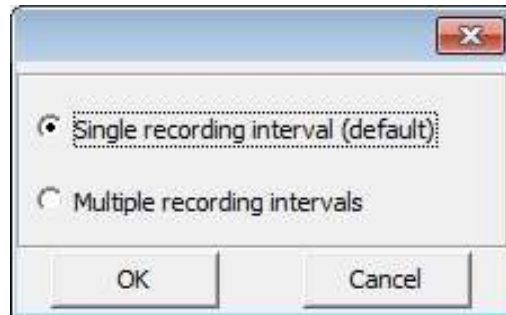 Single recording interval (default)
Multiple recording intervals
OK
Cancel